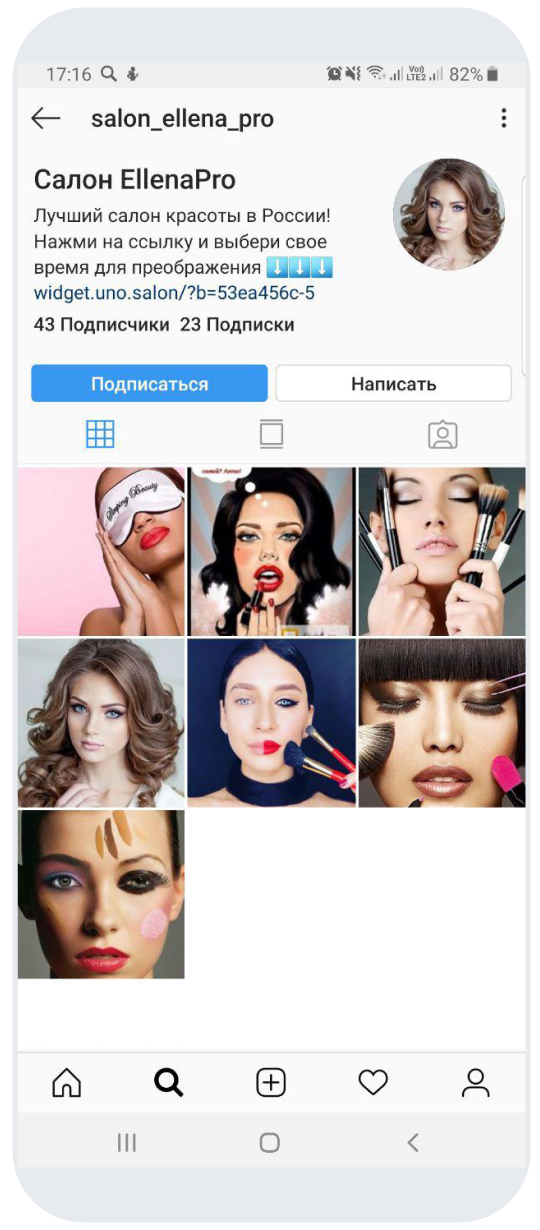 17:16
Vo))
LTE2
82%
salon_ellena_pro
Салон EllenaPro
Лучший салон красоты в России!
Нажми на ссылку и выбери свое
время для преображения ⬇️⬇️⬇️
widget.uno.salon/?b=53ea456c-5
43 Подписчики 23 Подписки
Подписаться
Написать
Sleeping Beauty